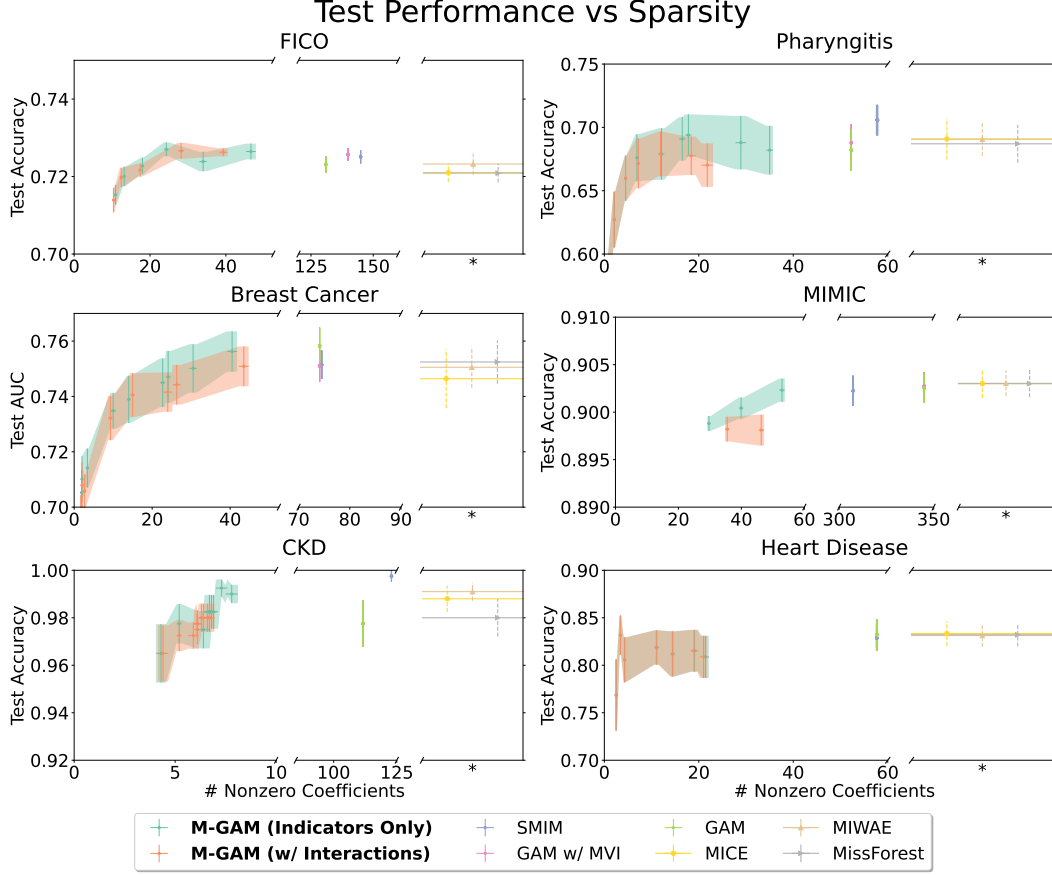 Test Performance vs Sparsity
FICO
Test Accuracy
0.74
0.72
0.70
0 20 40 125 150 *
Pharyngitis
Test Accuracy
0.75
0.70
0.65
0.60
0 20 40 60 *
Breast Cancer
Test AUC
0.76
0.74
0.72
0.70
0 20 40 70 80 90 *
MIMIC
Test Accuracy
0.910
0.905
0.900
0.895
0.890
0 20 40 60 300 350 *
CKD
Test Accuracy
1.00
0.98
0.96
0.94
0.92
0 5 10 100 125 *
# Nonzero Coefficients
Heart Disease
Test Accuracy
0.90
0.85
0.80
0.75
0.70
0 20 40 60 *
# Nonzero Coefficients
M-GAM (Indicators Only) SMIM GAM MIWAE
M-GAM (w/ Interactions) GAM w/ MVI MICE MissForest